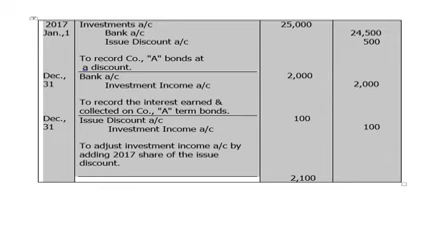 2017 Investments a/c 25,000
Jan.,1 Bank a/c 24,500
Issue Discount a/c 500
To record Co., "A" bonds at
a discount.
Dec., Bank a/c 2,000
31 Investment Income a/c 2,000
To record the interest earned &
collected on Co., "A" term bonds.
Dec., Issue Discount a/c 100
31 Investment Income a/c 100
To adjust investment income a/c by
adding 2017 share of the issue
discount.
2,100